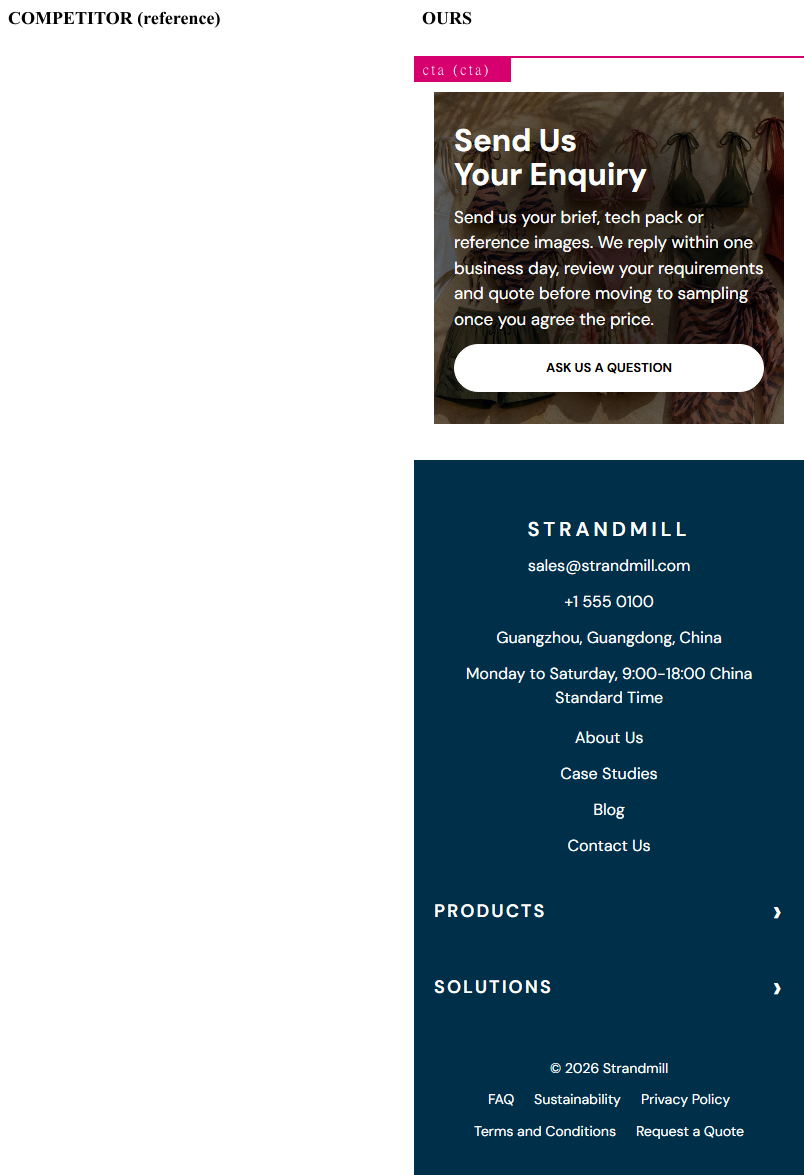 COMPETITOR (reference)
OURS
cta (cta)
Send Us
Your Enquiry
Send us your brief, tech pack or
reference images. We reply within one
business day, review your requirements
and quote before moving to sampling
once you agree the price.
ASK US A QUESTION
STRANDMILL
sales@strandmill.com
+1 555 0100
Guangzhou, Guangdong, China
Monday to Saturday, 9:00-18:00 China
Standard Time
About Us
Case Studies
Blog
Contact Us
PRODUCTS
SOLUTIONS
© 2026 Strandmill
FAQ Sustainability Privacy Policy
Terms and Conditions Request a Quote